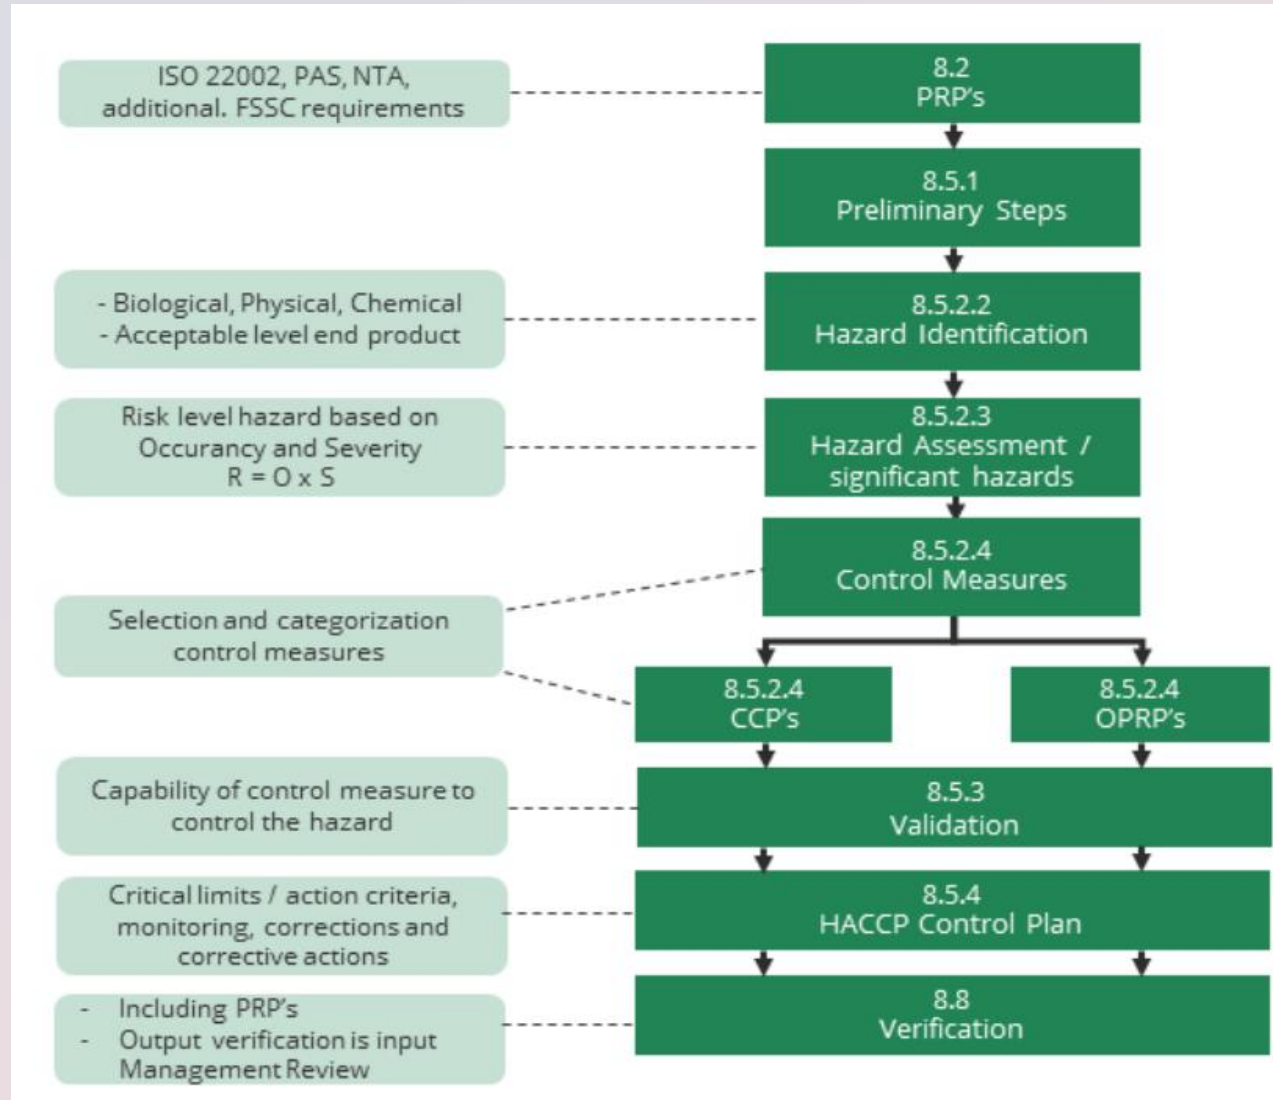 ISO 22002, PAS, NTA,
additional. FSSC requirements
8.2
PRP's
8.5.1
Preliminary Steps
- Biological, Physical, Chemical
- Acceptable level end product
8.5.2.2
Hazard Identification
Risk level hazard based on
Occurancy and Severity
R = O x S
8.5.2.3
Hazard Assessment /
significant hazards
8.5.2.4
Control Measures
Selection and categorization
control measures
8.5.2.4
CCP's
8.5.2.4
OPRP's
Capability of control measure to
control the hazard
8.5.3
Validation
Critical limits / action criteria,
monitoring, corrections and
corrective actions
8.5.4
HACCP Control Plan
- Including PRP's
- Output verification is input
Management Review
8.8
Verification